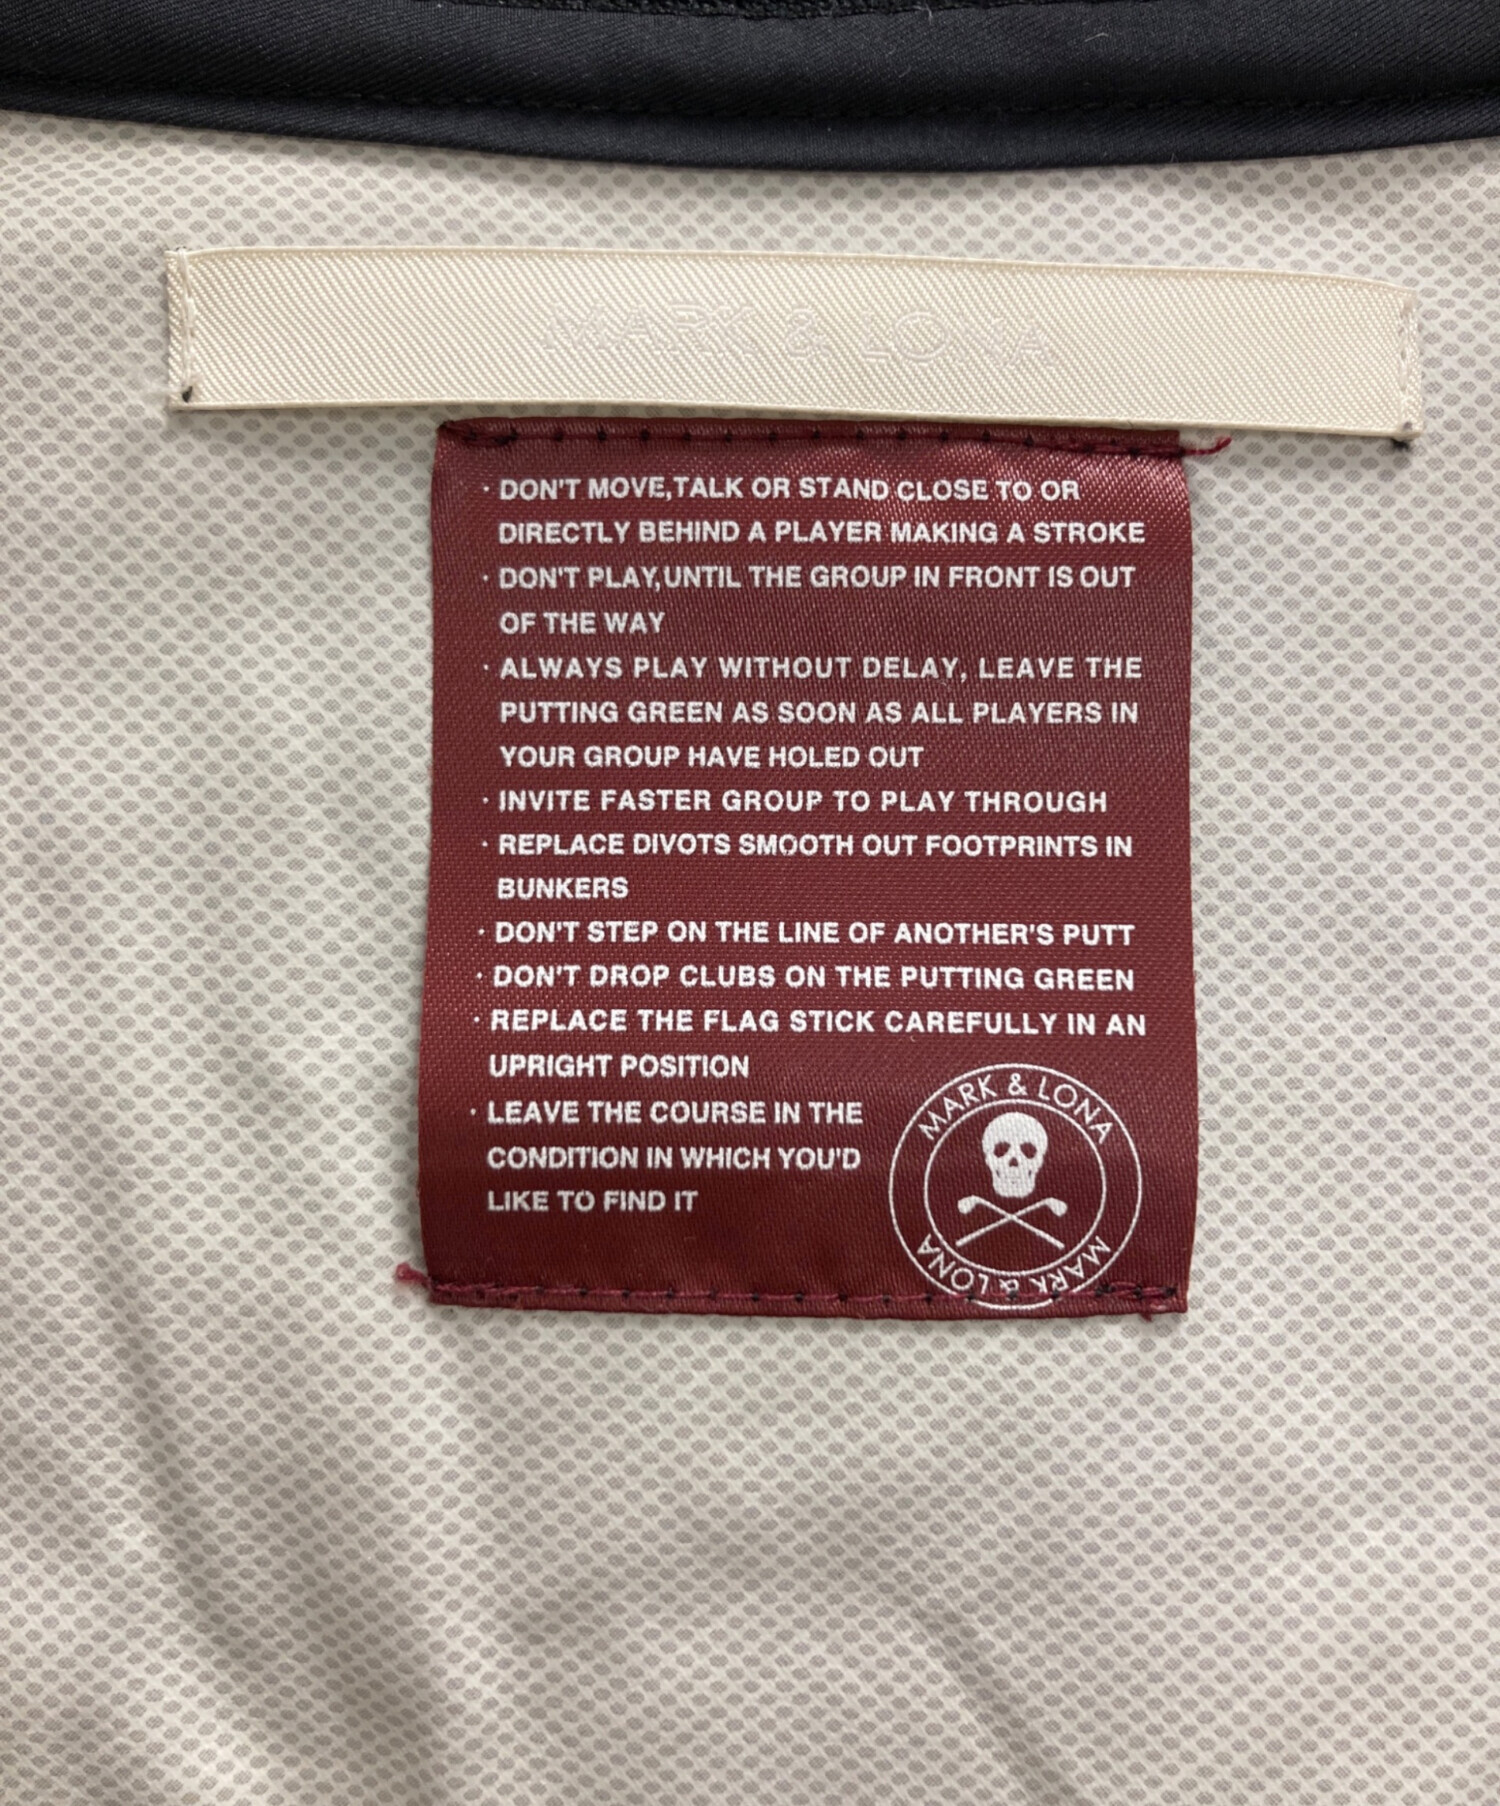 MARK & LONA
· DON'T MOVE,TALK OR STAND CLOSE TO OR
DIRECTLY BEHIND A PLAYER MAKING A STROKE
· DON'T PLAY,UNTIL THE GROUP IN FRONT IS OUT
OF THE WAY
· ALWAYS PLAY WITHOUT DELAY, LEAVE THE
PUTTING GREEN AS SOON AS ALL PLAYERS IN
YOUR GROUP HAVE HOLED OUT
· INVITE FASTER GROUP TO PLAY THROUGH
· REPLACE DIVOTS SMOOTH OUT FOOTPRINTS IN
BUNKERS
· DON'T STEP ON THE LINE OF ANOTHER'S PUTT
· DON'T DROP CLUBS ON THE PUTTING GREEN
· REPLACE THE FLAG STICK CAREFULLY IN AN
UPRIGHT POSITION
· LEAVE THE COURSE IN THE
CONDITION IN WHICH YOU'D
LIKE TO FIND IT
MARK & LONA
MARK & LONA